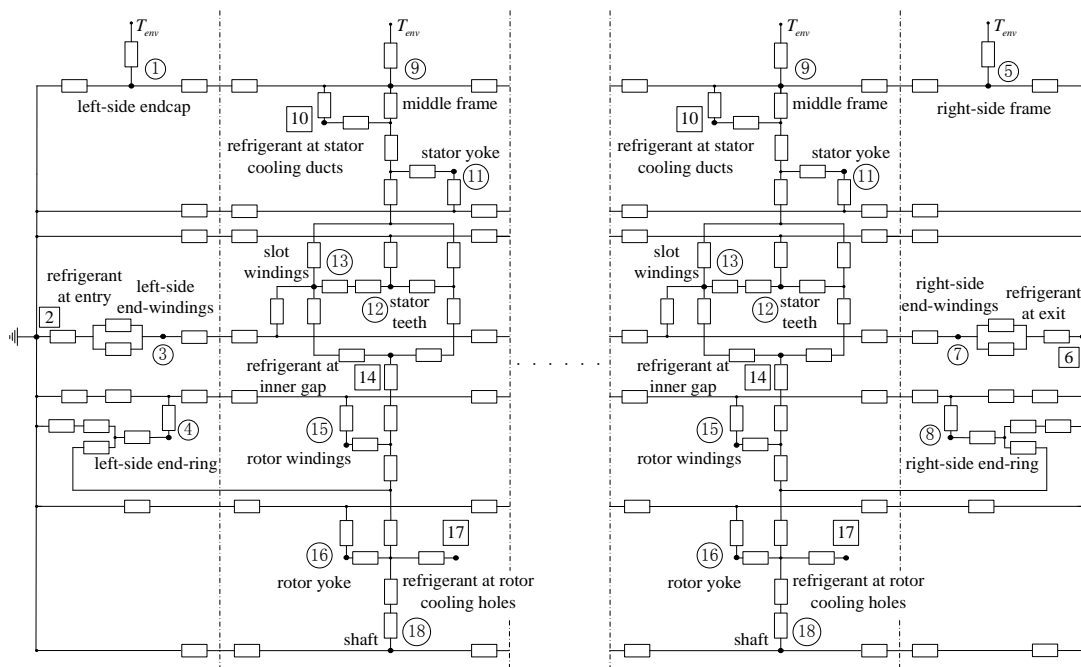 T_env
T_env
T_env
T_env
①
⑨
⑨
⑤
left-side endcap
middle frame
middle frame
right-side frame
10
10
refrigerant at stator
cooling ducts
refrigerant at stator
cooling ducts
stator yoke
stator yoke
⑪
⑪
slot
windings
slot
windings
⑬
⑬
refrigerant
at entry
left-side
end-windings
right-side
end-windings
refrigerant
at exit
2
③
⑫
stator
teeth
⑫
stator
teeth
⑦
6
refrigerant at
inner gap
14
. . . . . .
refrigerant at
inner gap
14
④
⑮
⑮
⑧
left-side end-ring
rotor windings
rotor windings
right-side end-ring
17
17
⑯
⑯
rotor yoke
refrigerant at rotor
cooling holes
rotor yoke
refrigerant at rotor
cooling holes
shaft
⑱
shaft
⑱